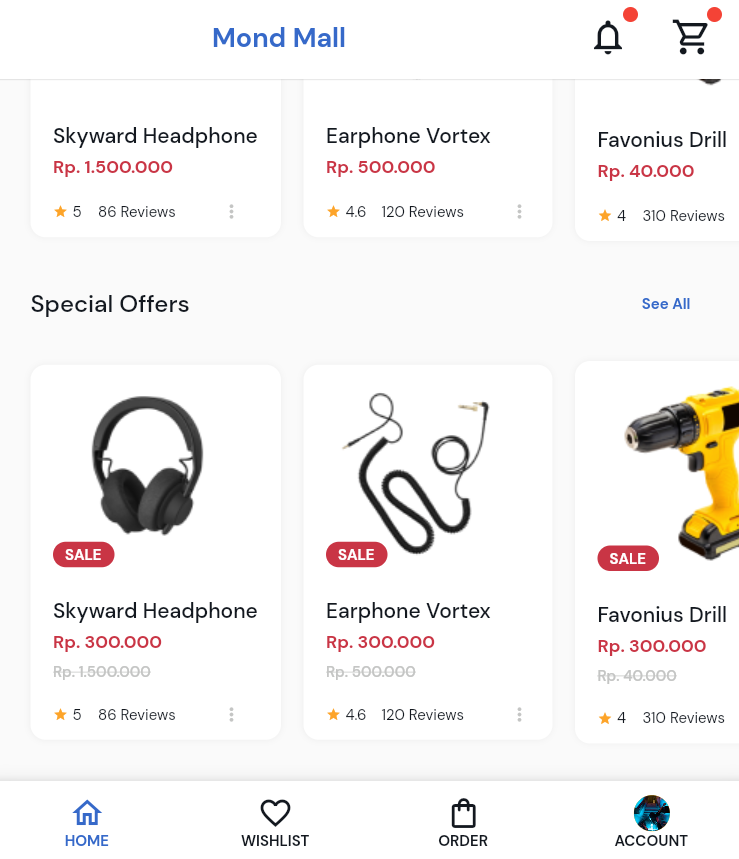 Mond Mall
Skyward Headphone
Rp. 1.500.000
5 86 Reviews
Earphone Vortex
Rp. 500.000
4.6 120 Reviews
Favonius Drill
Rp. 40.000
4 310 Reviews
Special Offers
See All
SALE
Skyward Headphone
Rp. 300.000
Rp. 1.500.000
5 86 Reviews
SALE
Earphone Vortex
Rp. 300.000
Rp. 500.000
4.6 120 Reviews
SALE
Favonius Drill
Rp. 300.000
Rp. 40.000
4 310 Reviews
HOME
WISHLIST
ORDER
ACCOUNT